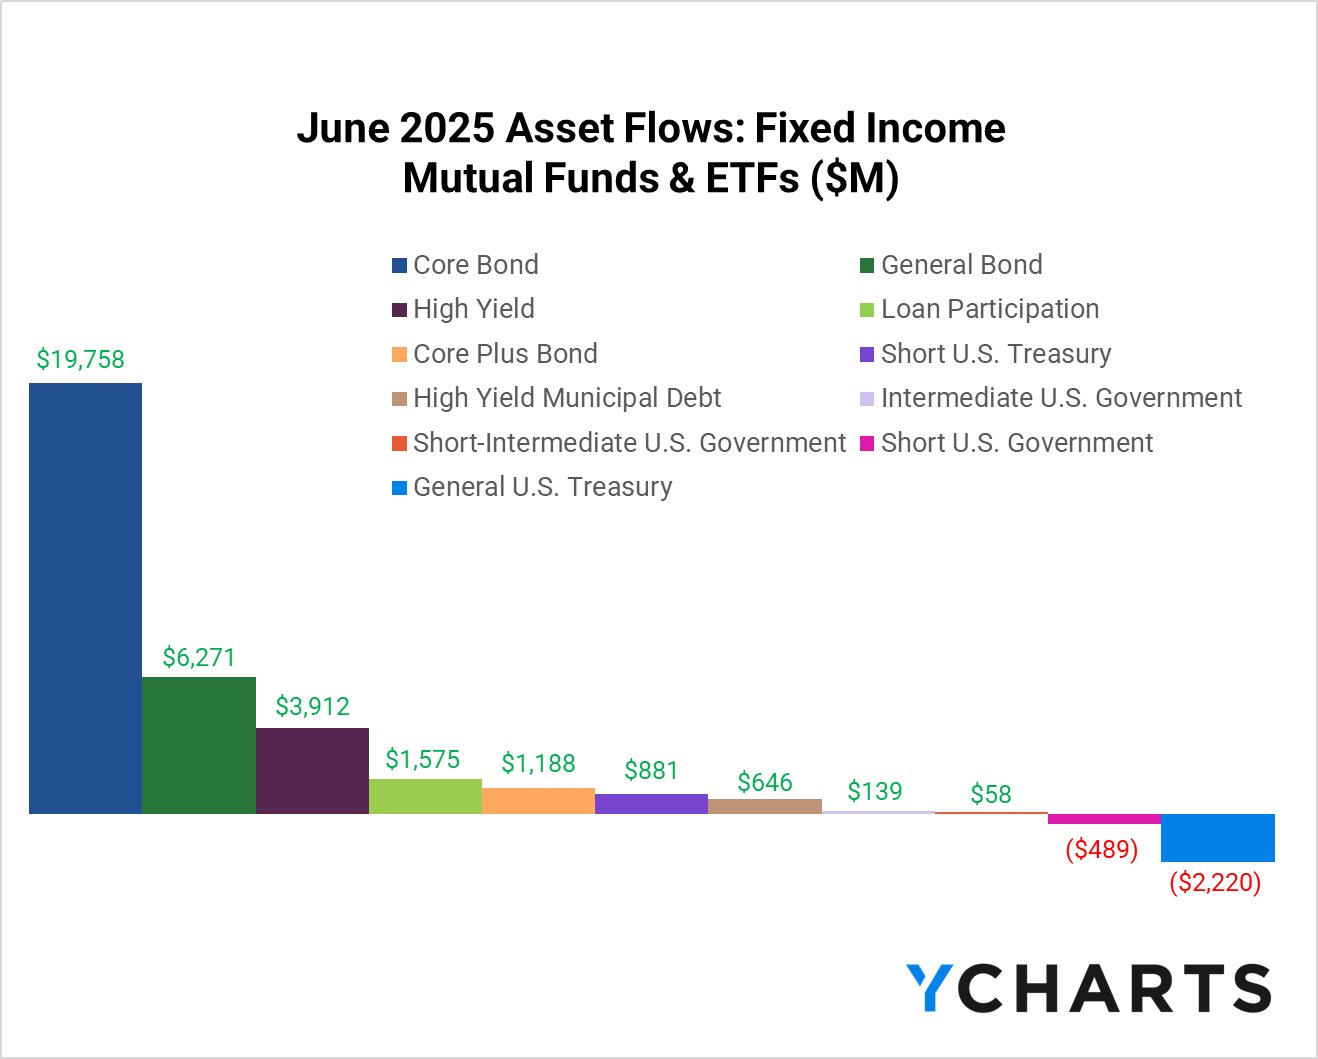 June 2025 Asset Flows: Fixed Income
Mutual Funds & ETFs ($M)
Core Bond
General Bond
High Yield
Loan Participation
Core Plus Bond
Short U.S. Treasury
High Yield Municipal Debt
Intermediate U.S. Government
Short-Intermediate U.S. Government
Short U.S. Government
General U.S. Treasury
$19,758
$6,271
$3,912
$1,575
$1,188
$881
$646
$139
$58
($489)
($2,220)
YCHARTS